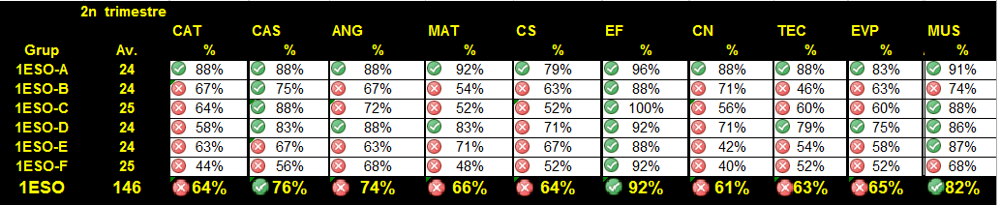 2n trimestre
CAT CAS ANG MAT CS EF CN TEC EVP MUS
Grup Av. % % % % % % % % % %
1ESO-A 24 88% 88% 88% 92% 79% 96% 88% 88% 83% 91%
1ESO-B 24 67% 75% 67% 54% 63% 88% 71% 46% 63% 74%
1ESO-C 25 64% 88% 72% 52% 52% 100% 56% 60% 60% 88%
1ESO-D 24 58% 83% 88% 83% 71% 92% 71% 79% 75% 86%
1ESO-E 24 63% 67% 63% 71% 67% 88% 42% 54% 58% 87%
1ESO-F 25 44% 56% 68% 48% 52% 92% 40% 52% 52% 68%
1ESO 146 64% 76% 74% 66% 64% 92% 61% 63% 65% 82%